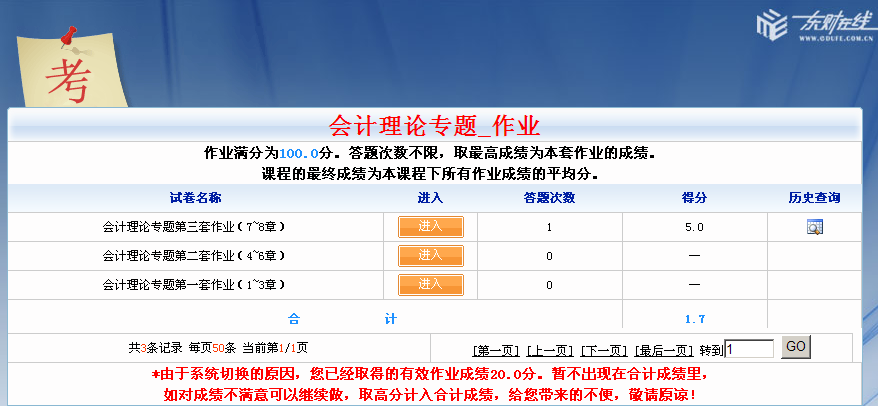 东财在线
WWW.GDUFE.COM.CN
考
会计理论专题_作业
作业满分为100.0分。答题次数不限，取最高成绩为本套作业的成绩。
课程的最终成绩为本课程下所有作业成绩的平均分。
试卷名称 进入 答题次数 得分 历史查询
会计理论专题第三套作业（7~8章） 进入 1 5.0
会计理论专题第二套作业（4~6章） 进入 0 —
会计理论专题第一套作业（1~3章） 进入 0 —
合 计 1.7
共3条记录 每页50条 当前第1/1页 [第一页] [上一页] [下一页] [最后一页] 转到 1 GO
*由于系统切换的原因，您已经取得的有效作业成绩20.0分。暂不出现在合计成绩里，
如对成绩不满意可以继续做，取高分计入合计成绩，给您带来的不便，敬请原谅！